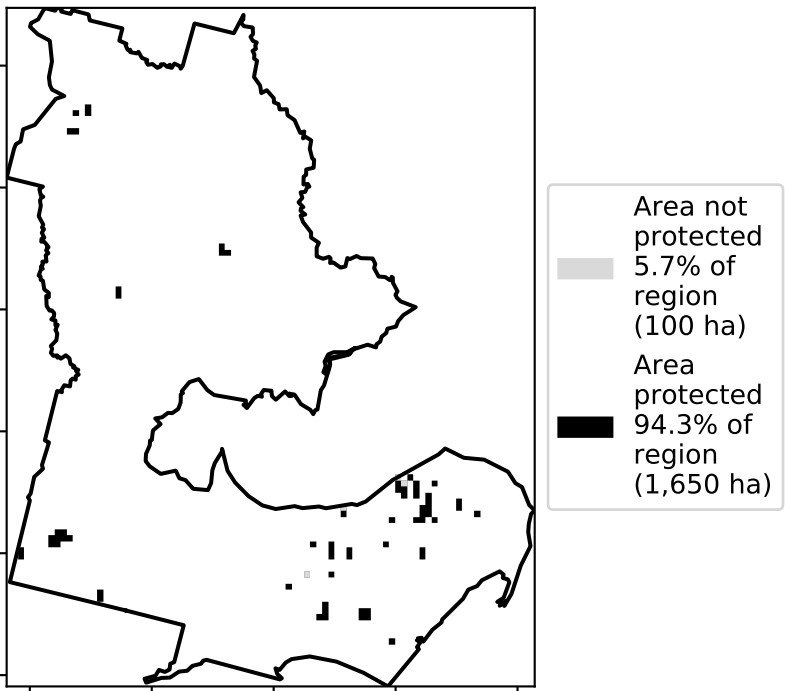 Area not
protected
5.7% of
region
(100 ha)
Area
protected
94.3% of
region
(1,650 ha)